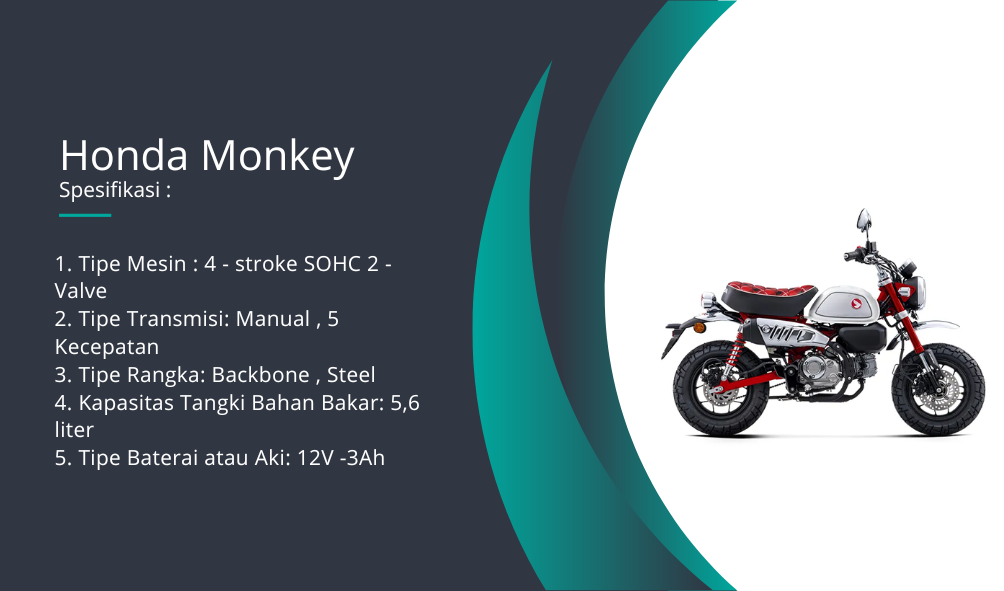 Honda Monkey
Spesifikasi :
1. Tipe Mesin : 4 - stroke SOHC 2 -
Valve
2. Tipe Transmisi: Manual , 5
Kecepatan
3. Tipe Rangka: Backbone , Steel
4. Kapasitas Tangki Bahan Bakar: 5,6
liter
5. Tipe Baterai atau Aki: 12V -3Ah